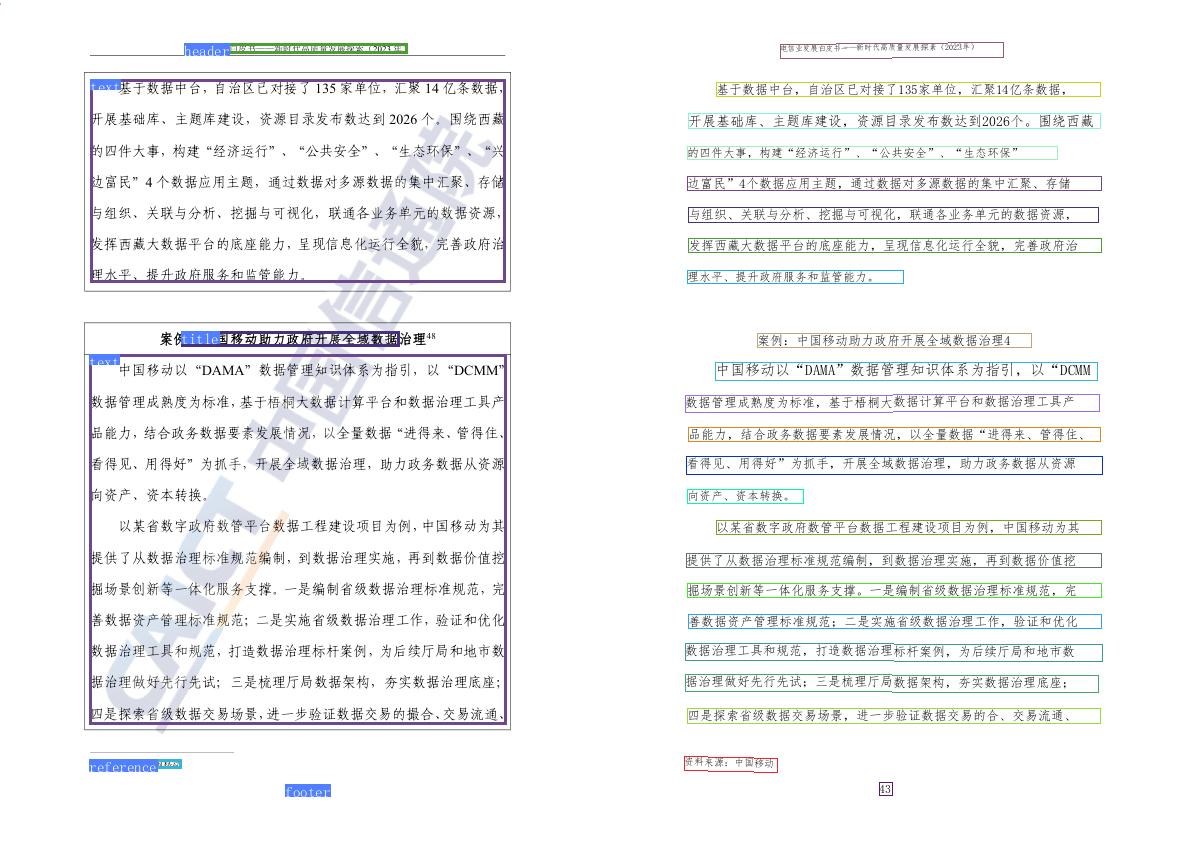 header 白皮书——新时代高质量发展探索（2023 年）
text 基于数据中台，自治区已对接了 135 家单位，汇聚 14 亿条数据，
开展基础库、主题库建设，资源目录发布数达到 2026 个。围绕西藏
的四件大事，构建“经济运行”、“公共安全”、“生态环保”、“兴
边富民”4 个数据应用主题，通过数据对多源数据的集中汇聚、存储
与组织、关联与分析、挖掘与可视化，联通各业务单元的数据资源，
发挥西藏大数据平台的底座能力，呈现信息化运行全貌，完善政府治
理水平、提升政府服务和监管能力。
案例 title 国移动助力政府开展全域数据治理48
text
中国移动以“DAMA”数据管理知识体系为指引，以“DCMM”
数据管理成熟度为标准，基于梧桐大数据计算平台和数据治理工具产
品能力，结合政务数据要素发展情况，以全量数据“进得来、管得住、
看得见、用得好”为抓手，开展全域数据治理，助力政务数据从资源
向资产、资本转换。
以某省数字政府数管平台数据工程建设项目为例，中国移动为其
提供了从数据治理标准规范编制，到数据治理实施，再到数据价值挖
掘场景创新等一体化服务支撑。一是编制省级数据治理标准规范，完
善数据资产管理标准规范；二是实施省级数据治理工作，验证和优化
数据治理工具和规范，打造数据治理标杆案例，为后续厅局和地市数
据治理做好先行先试；三是梳理厅局数据架构，夯实数据治理底座；
四是探索省级数据交易场景，进一步验证数据交易的撮合、交易流通、
reference
footer
CAICT 中国信通院
电信业发展白皮书——新时代高质量发展探索（2023年）
基于数据中台，自治区已对接了135家单位，汇聚14亿条数据，
开展基础库、主题库建设，资源目录发布数达到2026个。围绕西藏
的四件大事，构建“经济运行”、“公共安全”、“生态环保”
边富民”4个数据应用主题，通过数据对多源数据的集中汇聚、存储
与组织、关联与分析、挖掘与可视化，联通各业务单元的数据资源，
发挥西藏大数据平台的底座能力，呈现信息化运行全貌，完善政府治
理水平、提升政府服务和监管能力。
案例：中国移动助力政府开展全域数据治理4
中国移动以“DAMA”数据管理知识体系为指引，以“DCMM
数据管理成熟度为标准，基于梧桐大数据计算平台和数据治理工具产
品能力，结合政务数据要素发展情况，以全量数据“进得来、管得住、
看得见、用得好”为抓手，开展全域数据治理，助力政务数据从资源
向资产、资本转换。
以某省数字政府数管平台数据工程建设项目为例，中国移动为其
提供了从数据治理标准规范编制，到数据治理实施，再到数据价值挖
掘场景创新等一体化服务支撑。一是编制省级数据治理标准规范，完
善数据资产管理标准规范；二是实施省级数据治理工作，验证和优化
数据治理工具和规范，打造数据治理标杆案例，为后续厅局和地市数
据治理做好先行先试；三是梳理厅局数据架构，夯实数据治理底座；
四是探索省级数据交易场景，进一步验证数据交易的合、交易流通、
资料来源：中国移动
43